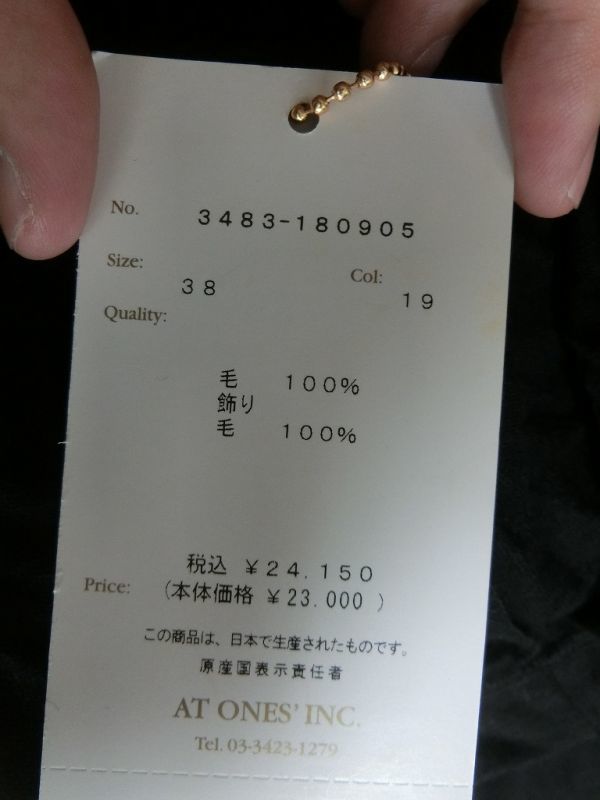 No. 3483-180905
Size: 38 Col: 19
Quality:
毛 100%
飾り
毛 100%
税込 ¥24.150
Price: (本体価格 ¥23.000 )
この商品は、日本で生産されたものです。
原産国表示責任者
AT ONES' INC.
Tel. 03-3423-1279